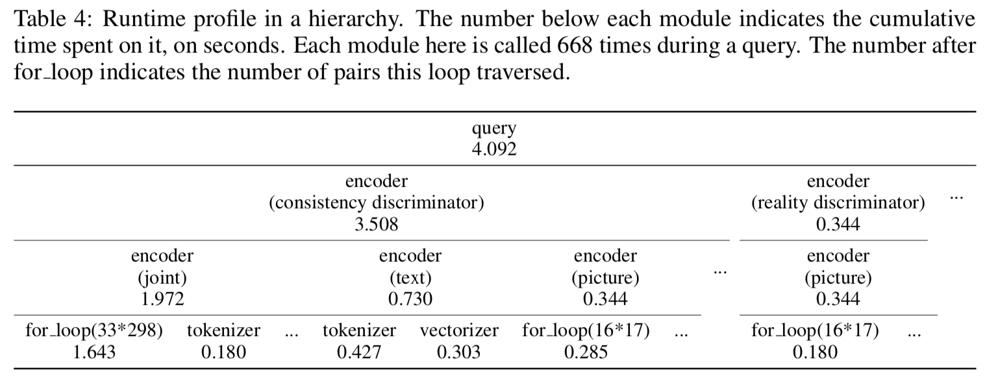 Table 4: Runtime profile in a hierarchy. The number below each module indicates the cumulative
time spent on it, on seconds. Each module here is called 668 times during a query. The number after
for_loop indicates the number of pairs this loop traversed.
query
4.092
encoder encoder
(consistency discriminator) (reality discriminator) ...
3.508 0.344
encoder encoder encoder encoder
(joint) (text) (picture) ... (picture)
1.972 0.730 0.344 0.344
for_loop(33*298) tokenizer ... tokenizer vectorizer for_loop(16*17) ... for_loop(16*17) ...
1.643 0.180 0.427 0.303 0.285 0.180